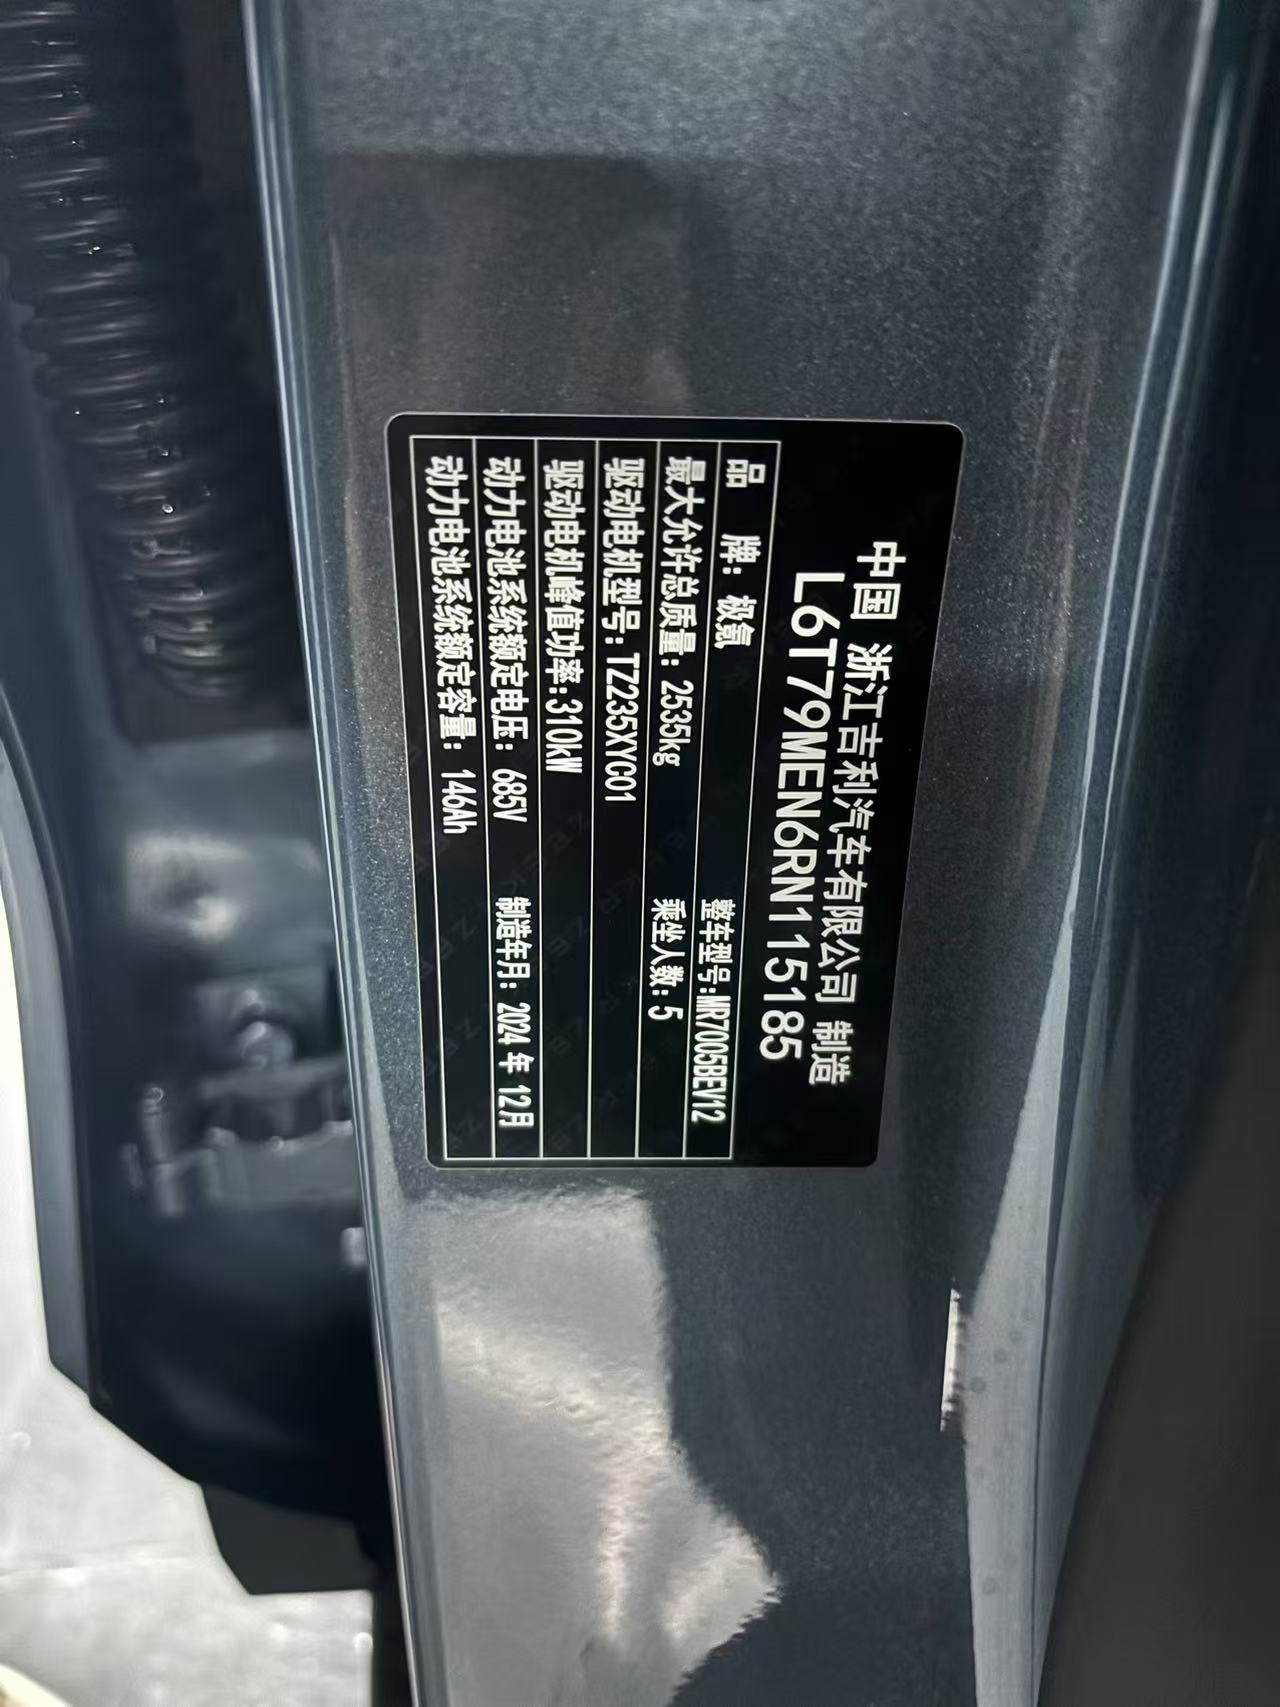 中国 浙江吉利汽车有限公司 制造
L6T79MEN6RN115185
品 牌：极氪 整车型号：MR7005BEV12
最大允许总质量：2535kg 乘坐人数：5
驱动电机型号：TZ235XYC01
驱动电机峰值功率：310kW
动力电池系统额定电压：685V 制造年月：2024 年 12月
动力电池系统额定容量：146Ah